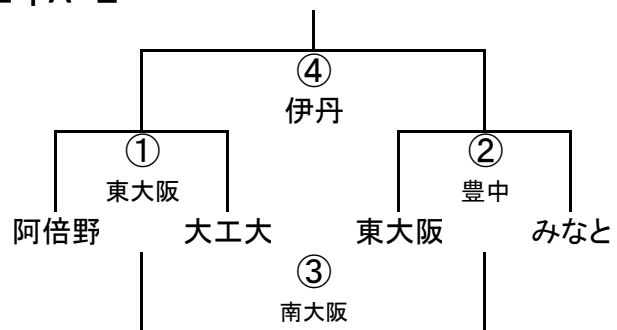 ④
伊丹
① ②
東大阪 豊中
阿倍野 大工大 東大阪 みなと
③
南大阪